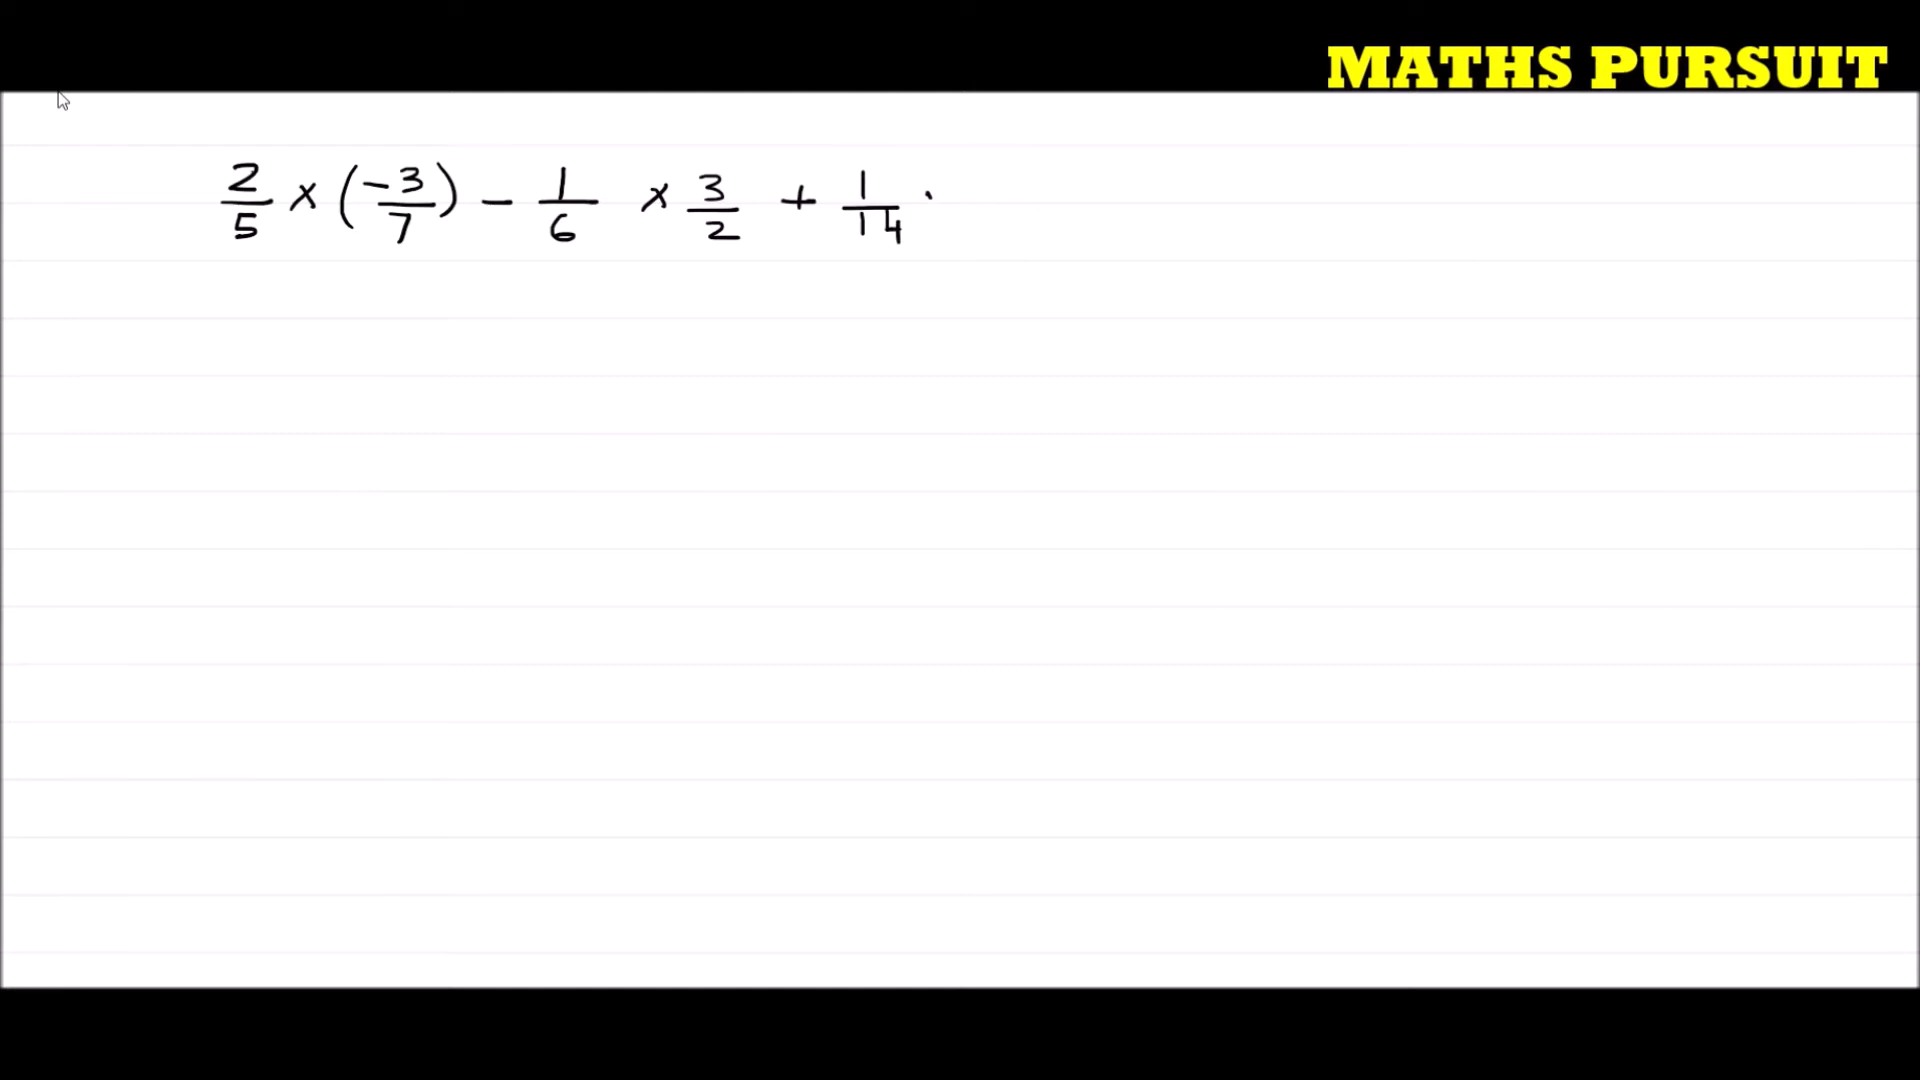 MATHS PURSUIT
2/5 × (-3/7) - 1/6 × 3/2 + 1/14 ·